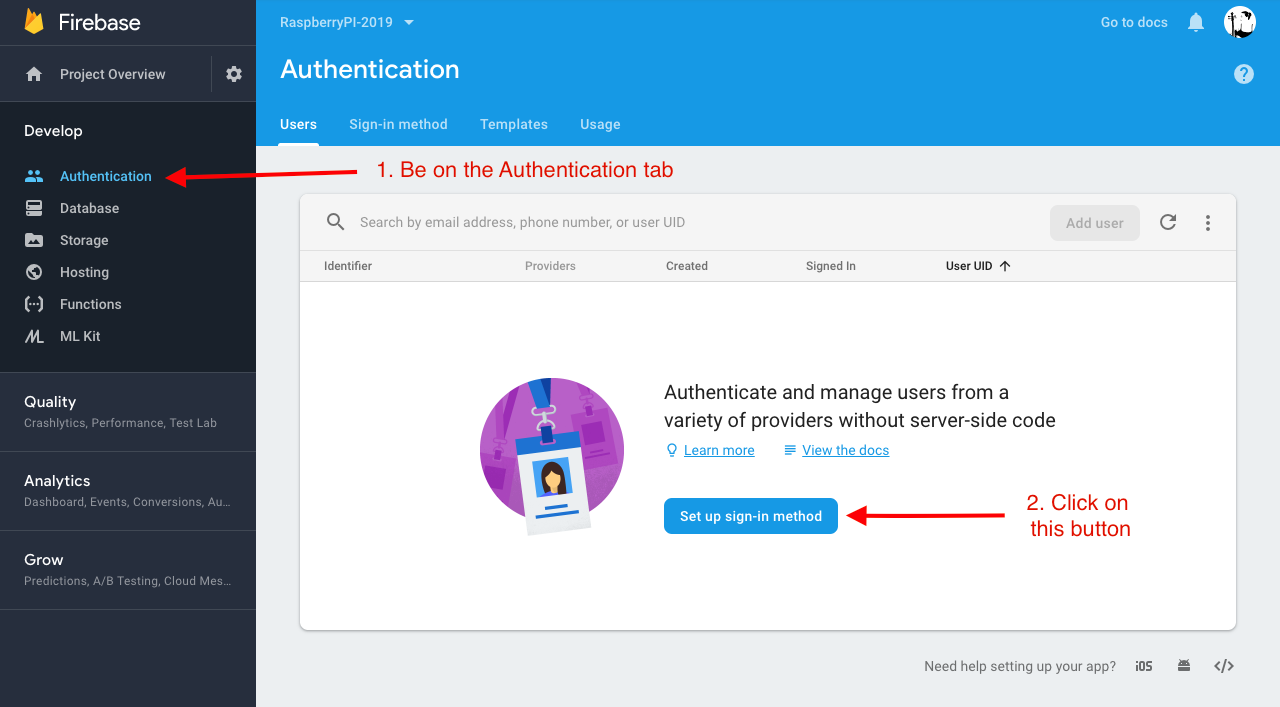 Firebase
RaspberryPI-2019
Go to docs
Project Overview
Authentication
Develop
Users
Sign-in method
Templates
Usage
Authentication
1. Be on the Authentication tab
Database
Storage
Hosting
Functions
ML Kit
Search by email address, phone number, or user UID
Add user
Identifier
Providers
Created
Signed In
User UID
Quality
Crashlytics, Performance, Test Lab
Analytics
Dashboard, Events, Conversions, Au...
Grow
Predictions, A/B Testing, Cloud Mes...
Authenticate and manage users from a
variety of providers without server-side code
Learn more
View the docs
Set up sign-in method
2. Click on
this button
Need help setting up your app?
iOS